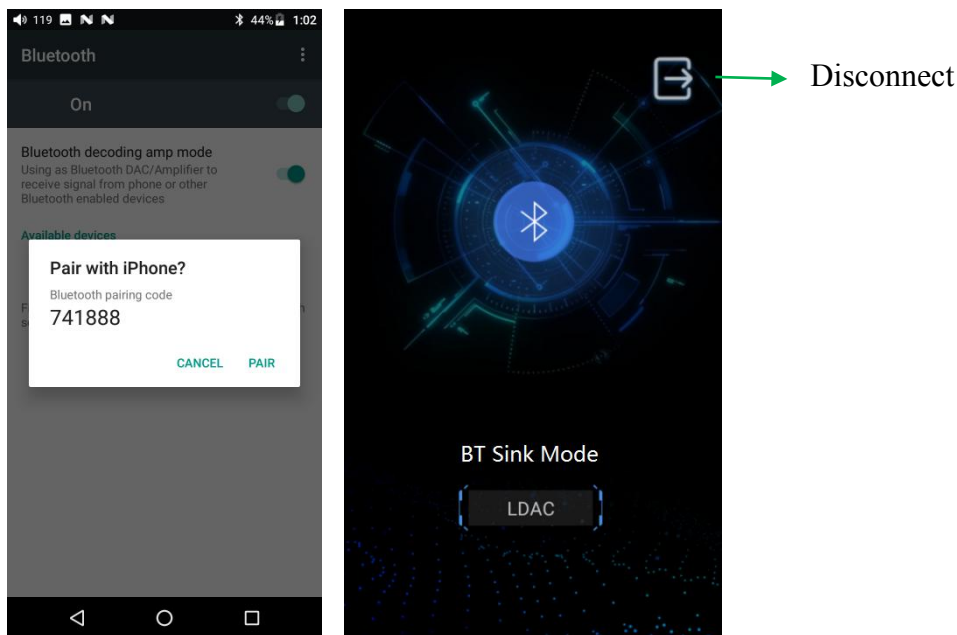 119 44% 1:02
Bluetooth
On
Bluetooth decoding amp mode
Using as Bluetooth DAC/Amplifier to
receive signal from phone or other
Bluetooth enabled devices
Available devices
Pair with iPhone?
Bluetooth pairing code
741888
CANCEL PAIR
Disconnect
BT Sink Mode
LDAC